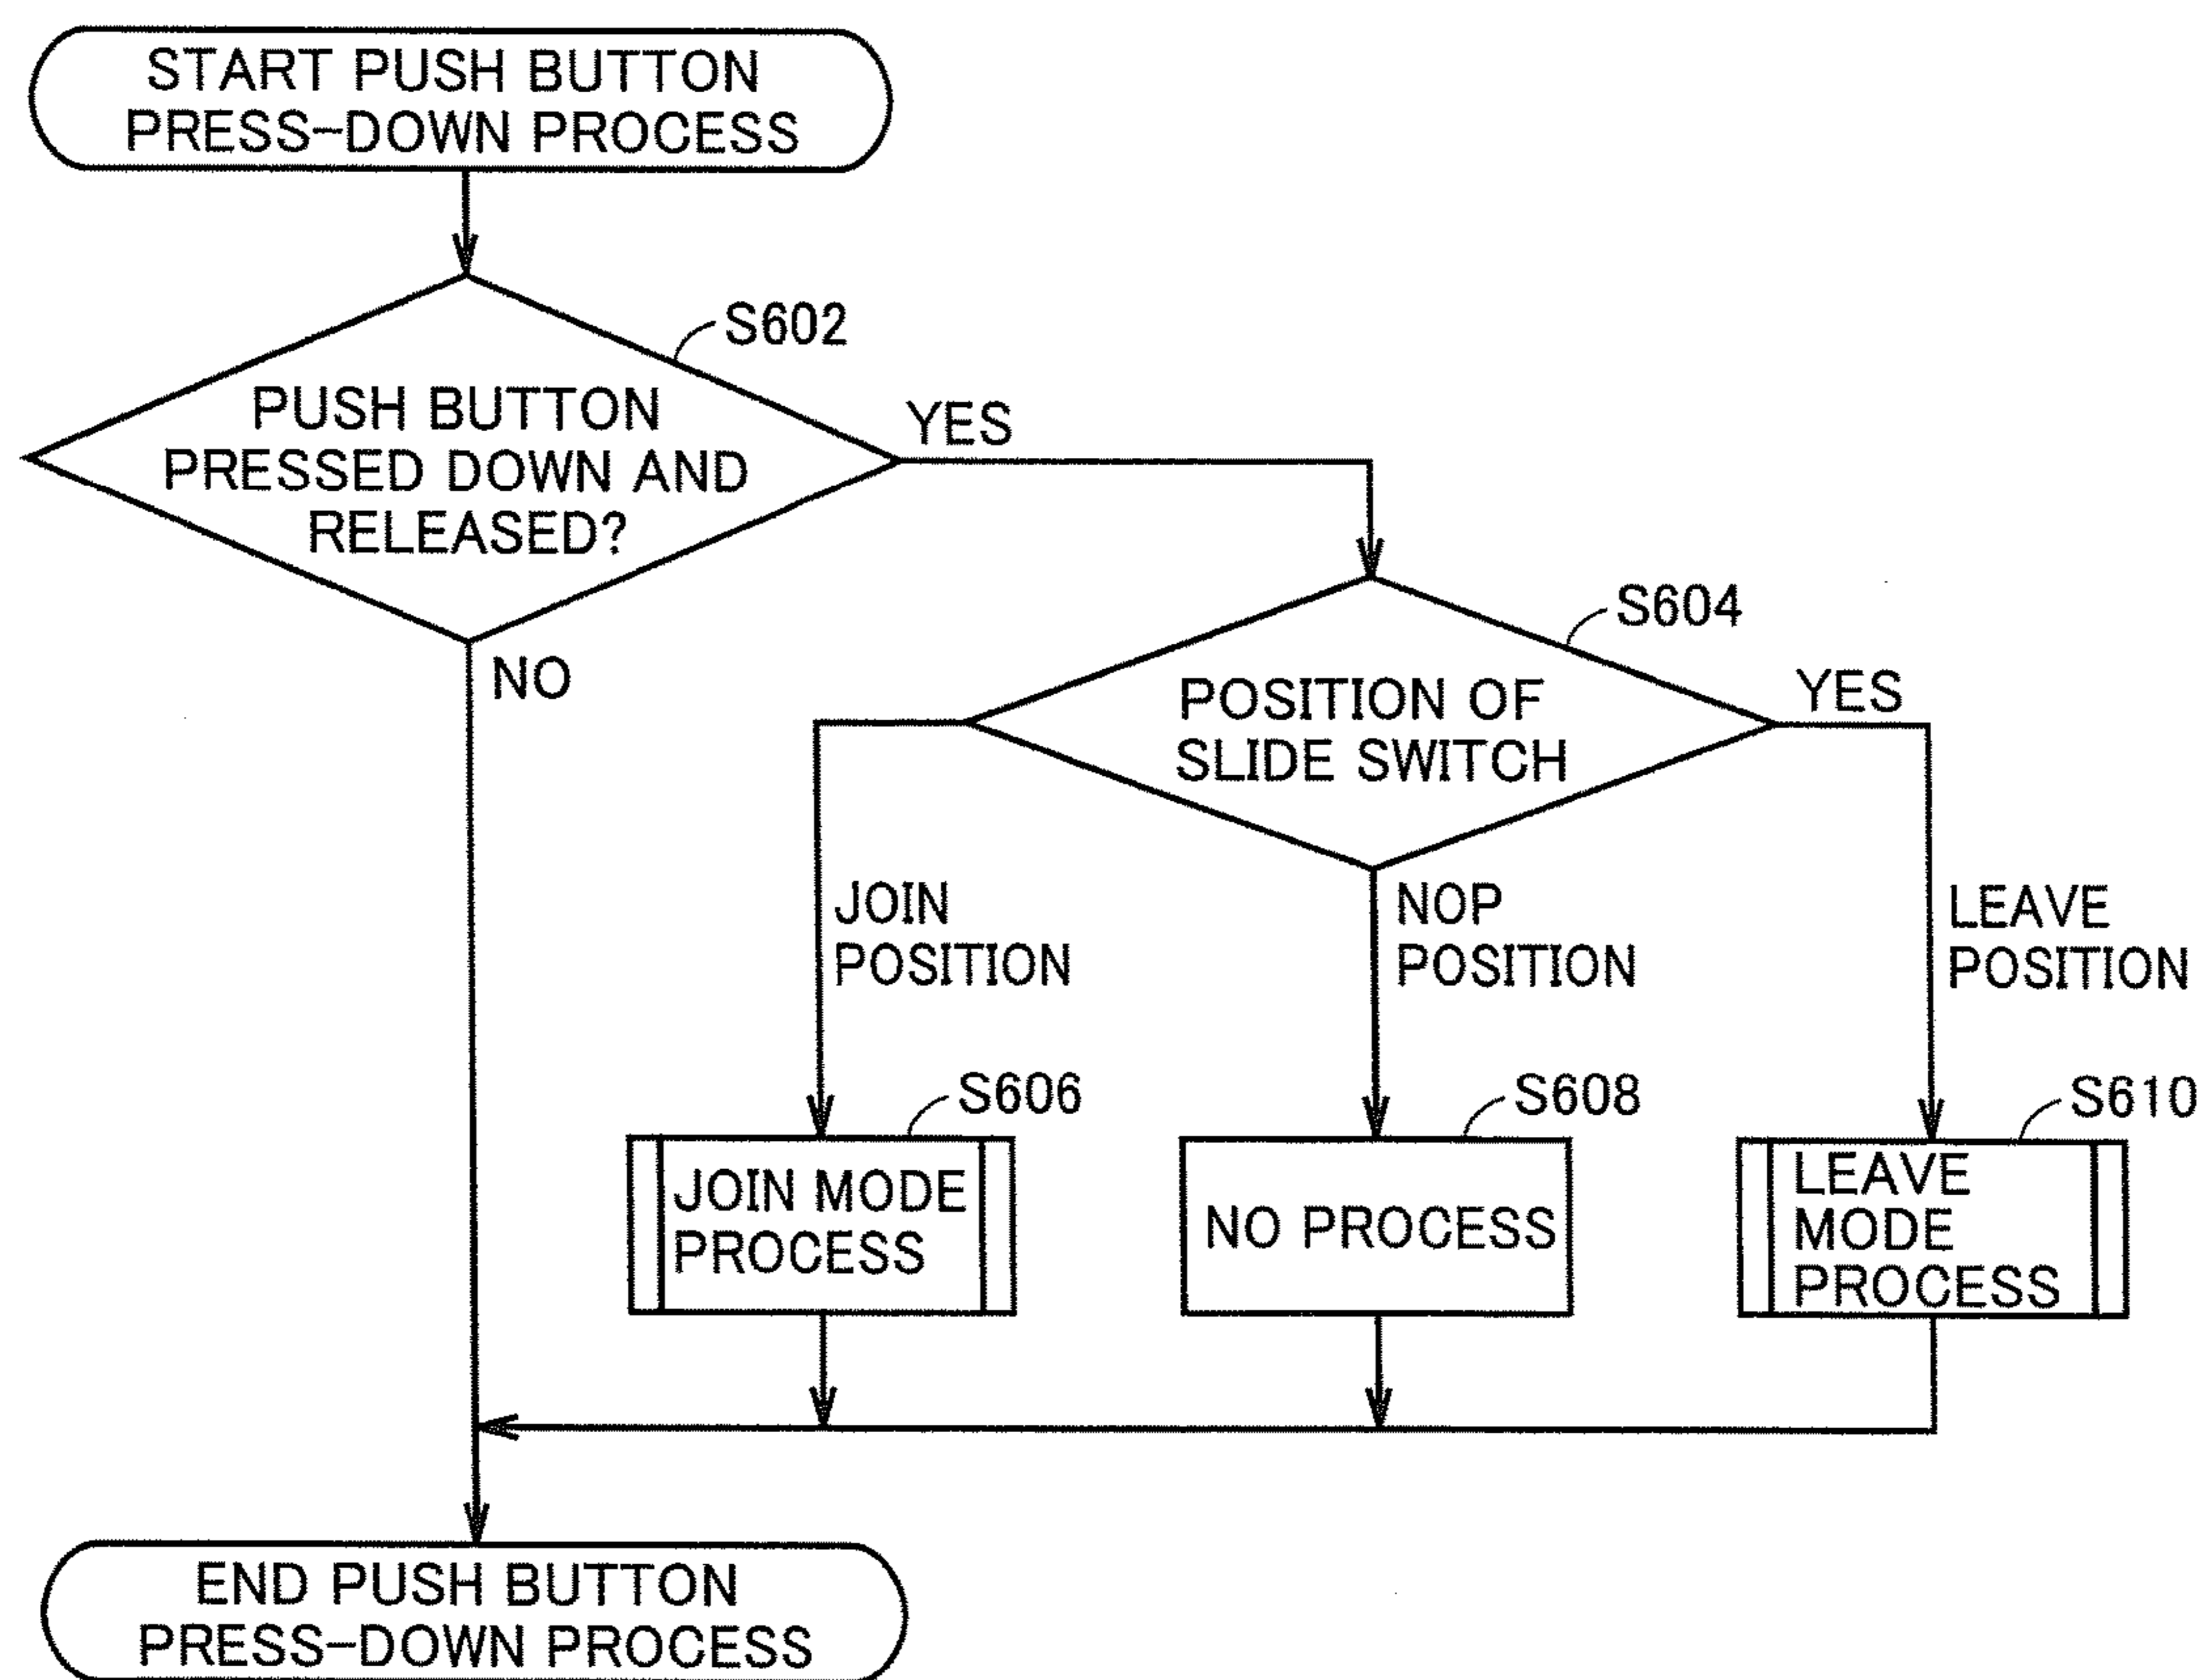 START PUSH BUTTON
PRESS-DOWN PROCESS
S602
PUSH BUTTON
PRESSED DOWN AND
RELEASED?
YES
NO
S604
POSITION OF
SLIDE SWITCH
YES
JOIN
POSITION
NOP
POSITION
LEAVE
POSITION
S606
JOIN MODE
PROCESS
S608
NO PROCESS
S610
LEAVE
MODE
PROCESS
END PUSH BUTTON
PRESS-DOWN PROCESS